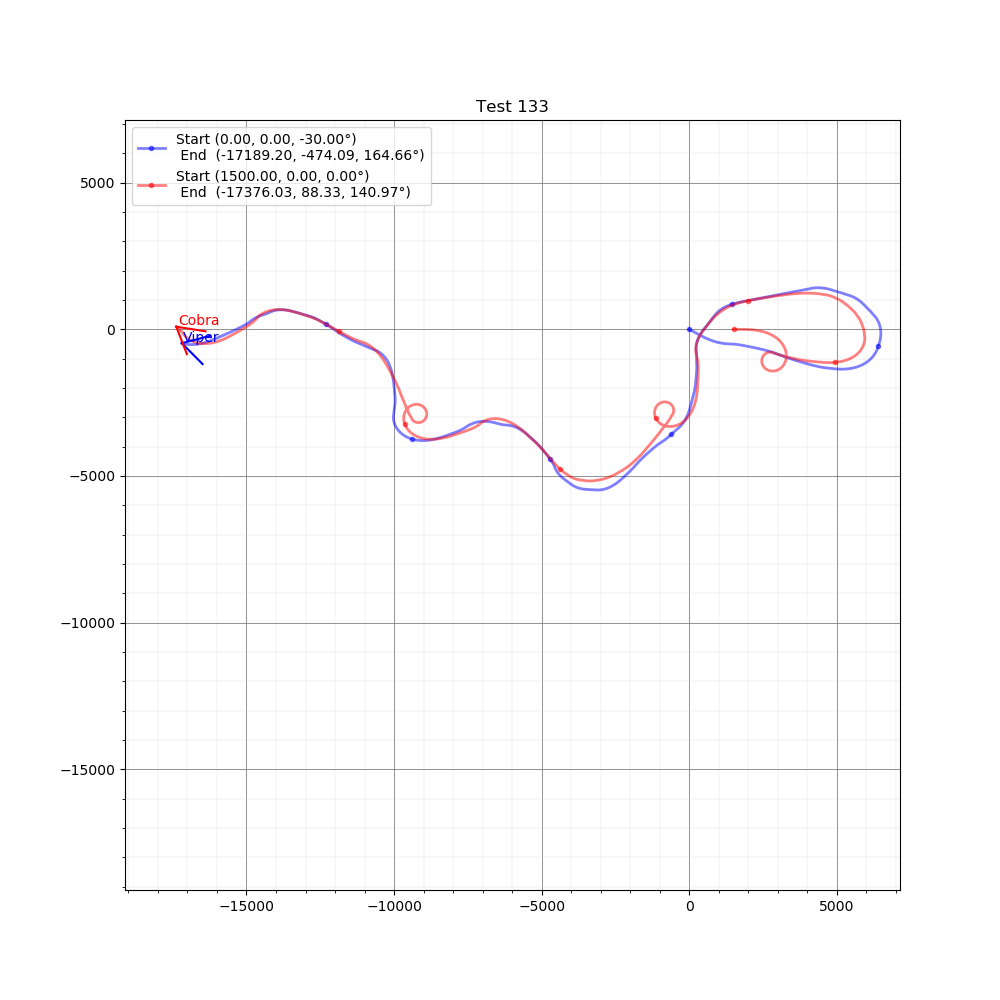 Test 133
Start (0.00, 0.00, -30.00°)
End (-17189.20, -474.09, 164.66°)
Start (1500.00, 0.00, 0.00°)
End (-17376.03, 88.33, 140.97°)
5000
0
−5000
−10000
−15000
Cobra
Viper
−15000
−10000
−5000
0
5000